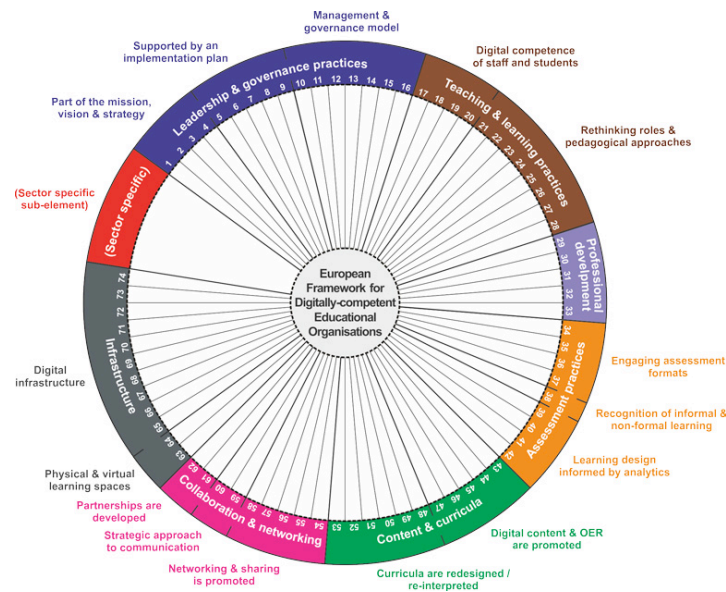 Management &
governance model
Supported by an
implementation plan
Part of the mission,
vision & strategy
Leadership & governance practices
1 2 3 4 5 6 7 8 9 10 11 12 13 14 15 16
Digital competence
of staff and students
Rethinking roles &
pedagogical approaches
Teaching & learning practices
17 18 19 20 21 22 23 24 25 26 27 28
Professional
develpment
29 30 31 32 33
Engaging assessment
formats
Recognition of informal &
non-formal learning
Learning design
informed by analytics
Assessment practices
34 35 36 37 38 39 40 41 42
Digital content & OER
are promoted
Curricula are redesigned /
re-interpreted
Content & curricula
43 44 45 46 47 48 49 50 51 52 53
Networking & sharing
is promoted
Strategic approach
to communication
Partnerships are
developed
Collaboration & networking
54 55 56 57 58 59 60 61 62
Physical & virtual
learning spaces
Digital
infrastructure
Infrastructure
63 64 65 66 67 68 69 70 71 72 73 74
(Sector specific
sub-element)
(Sector specific)
European
Framework for
Digitally-competent
Educational
Organisations